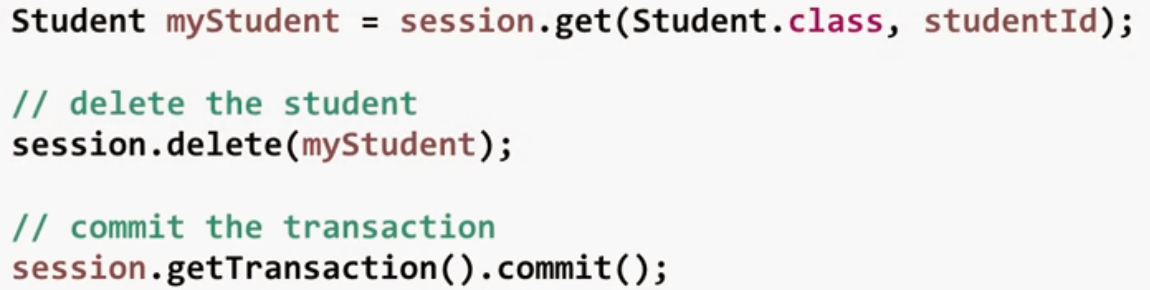 Student myStudent = session.get(Student.class, studentId);
// delete the student
session.delete(myStudent);
// commit the transaction
session.getTransaction().commit();